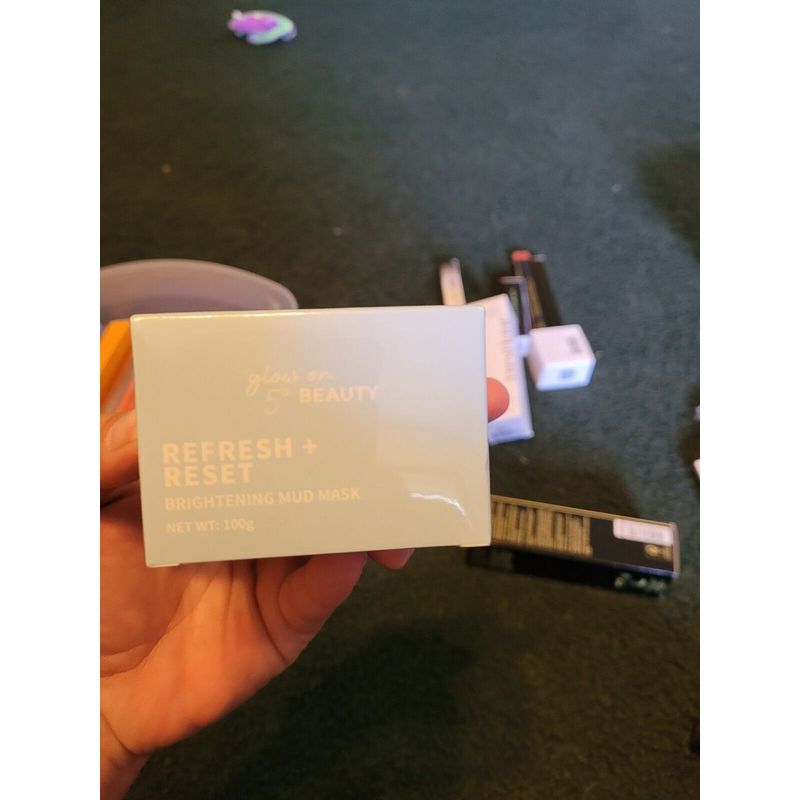 glow on
5th BEAUTY
REFRESH +
RESET
BRIGHTENING MUD MASK
NET WT: 100g